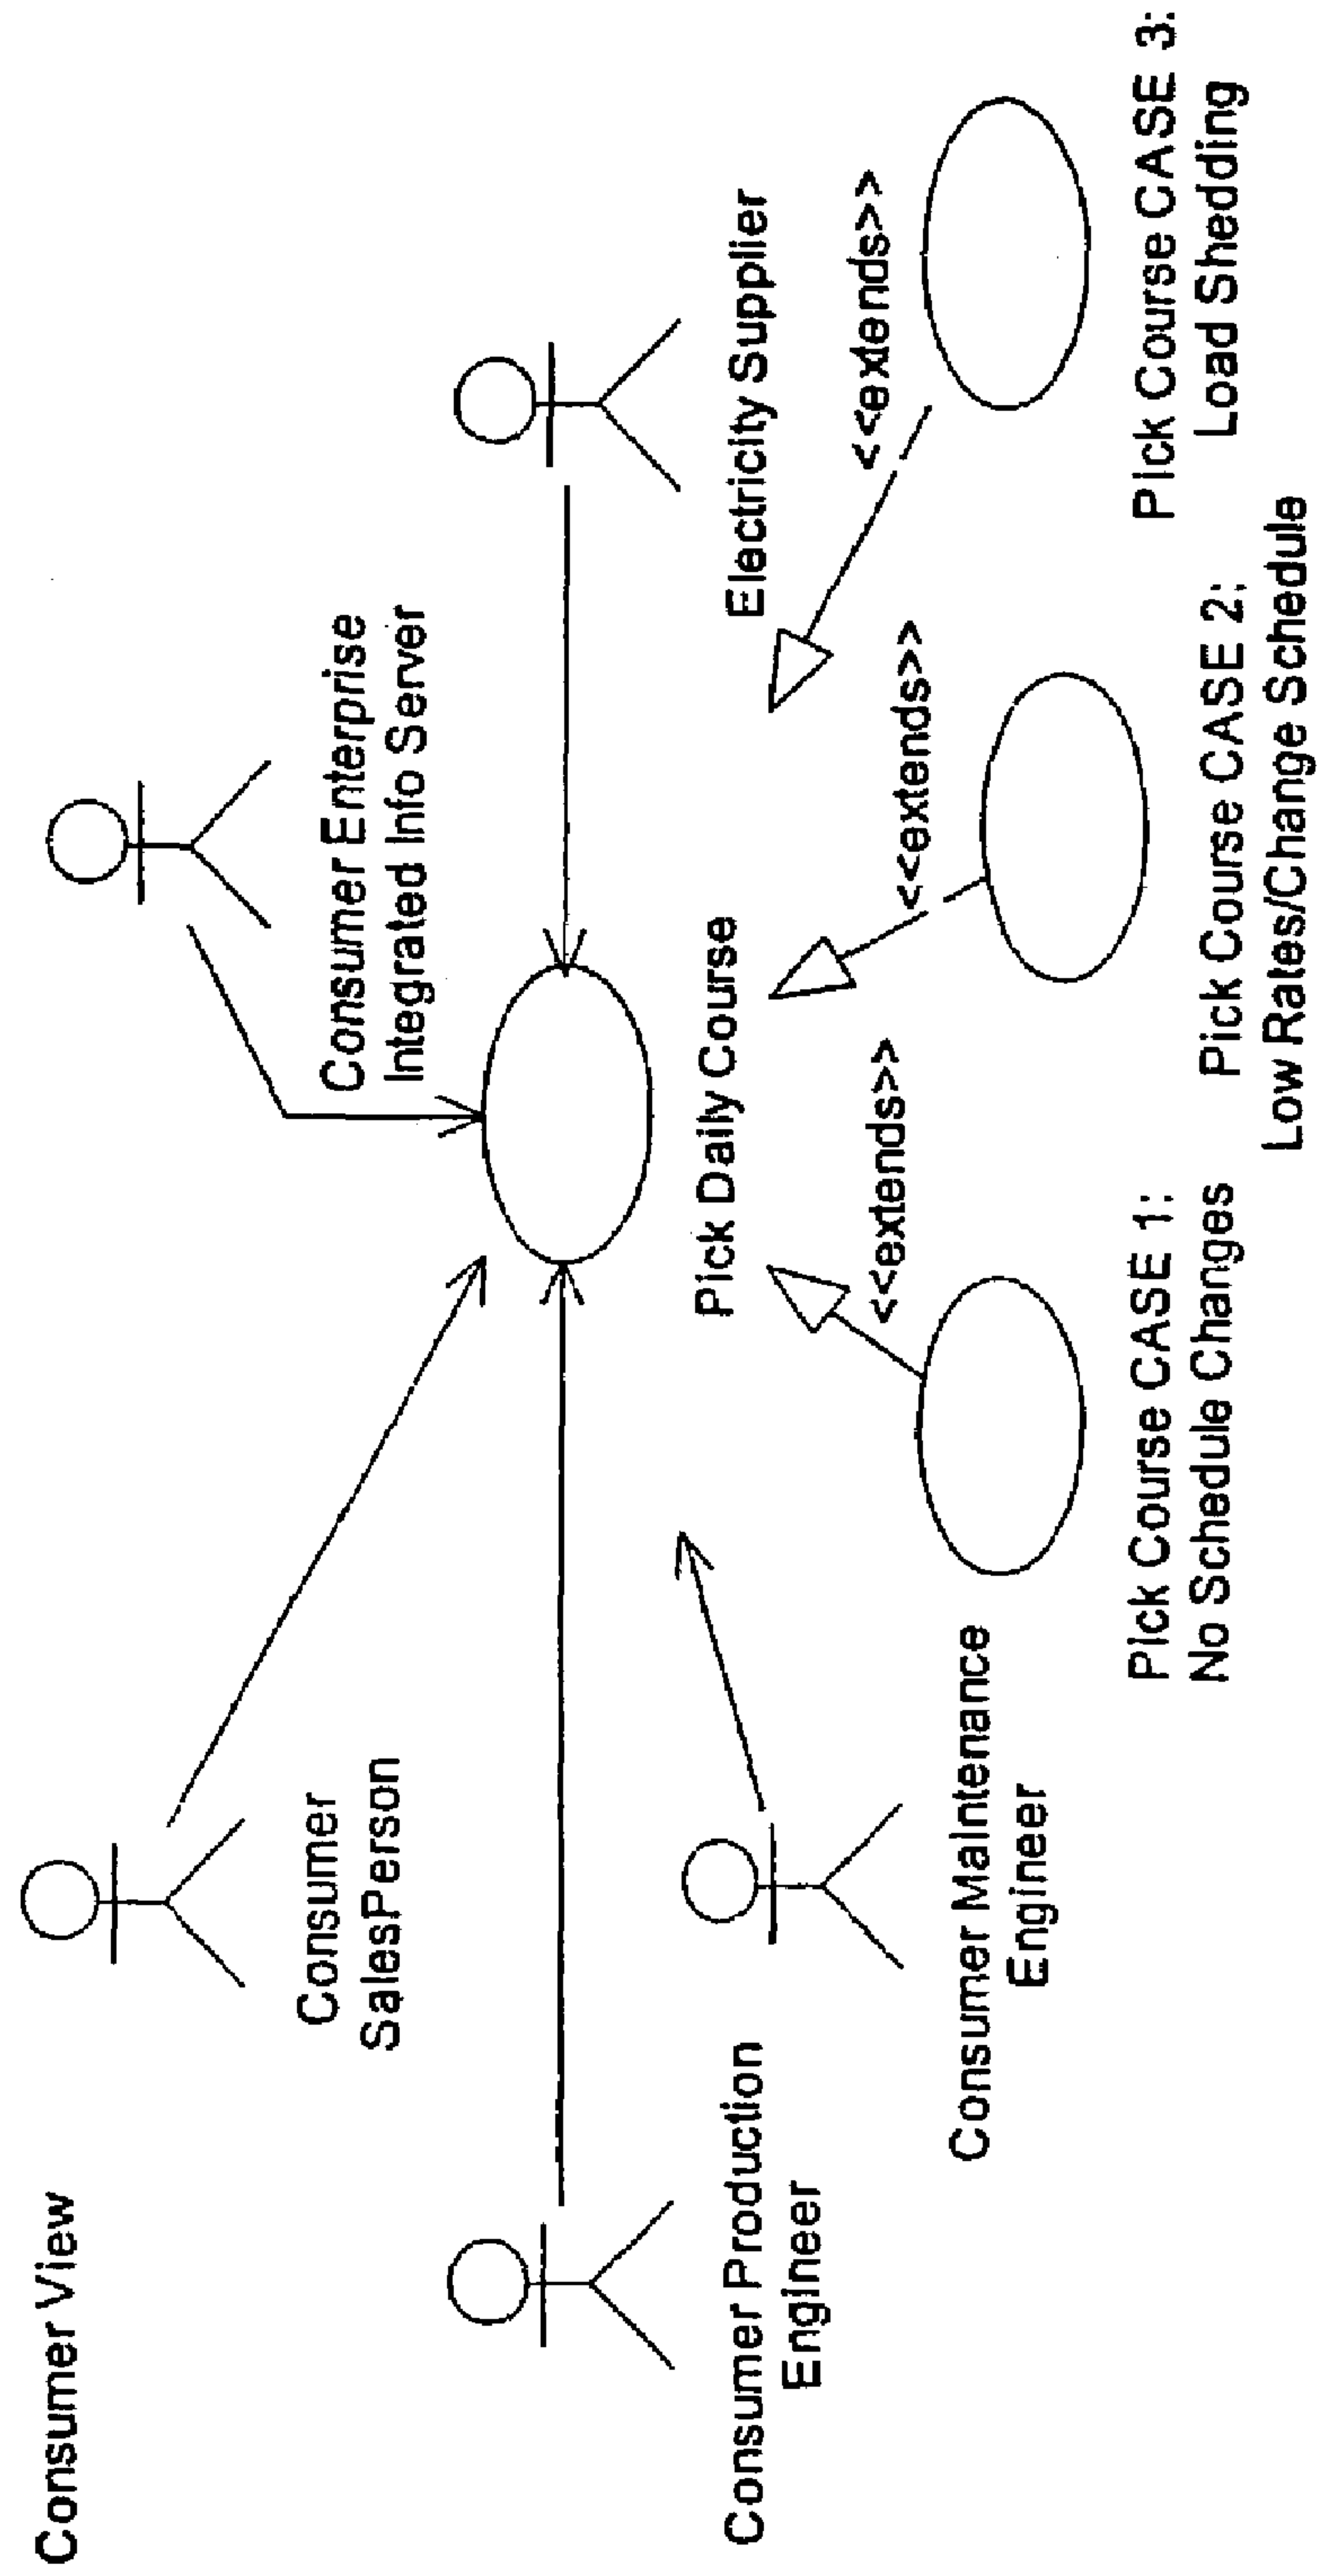 Consumer View
Consumer
SalesPerson
Consumer Enterprise
Integrated Info Server
Consumer Production
Engineer
Pick Daily Course
Electricity Supplier
Consumer Maintenance
Engineer
<<extends>>
<<extends>>
<<extends>>
Pick Course CASE 1:
No Schedule Changes
Pick Course CASE 2:
Low Rates/Change Schedule
Pick Course CASE 3:
Load Shedding